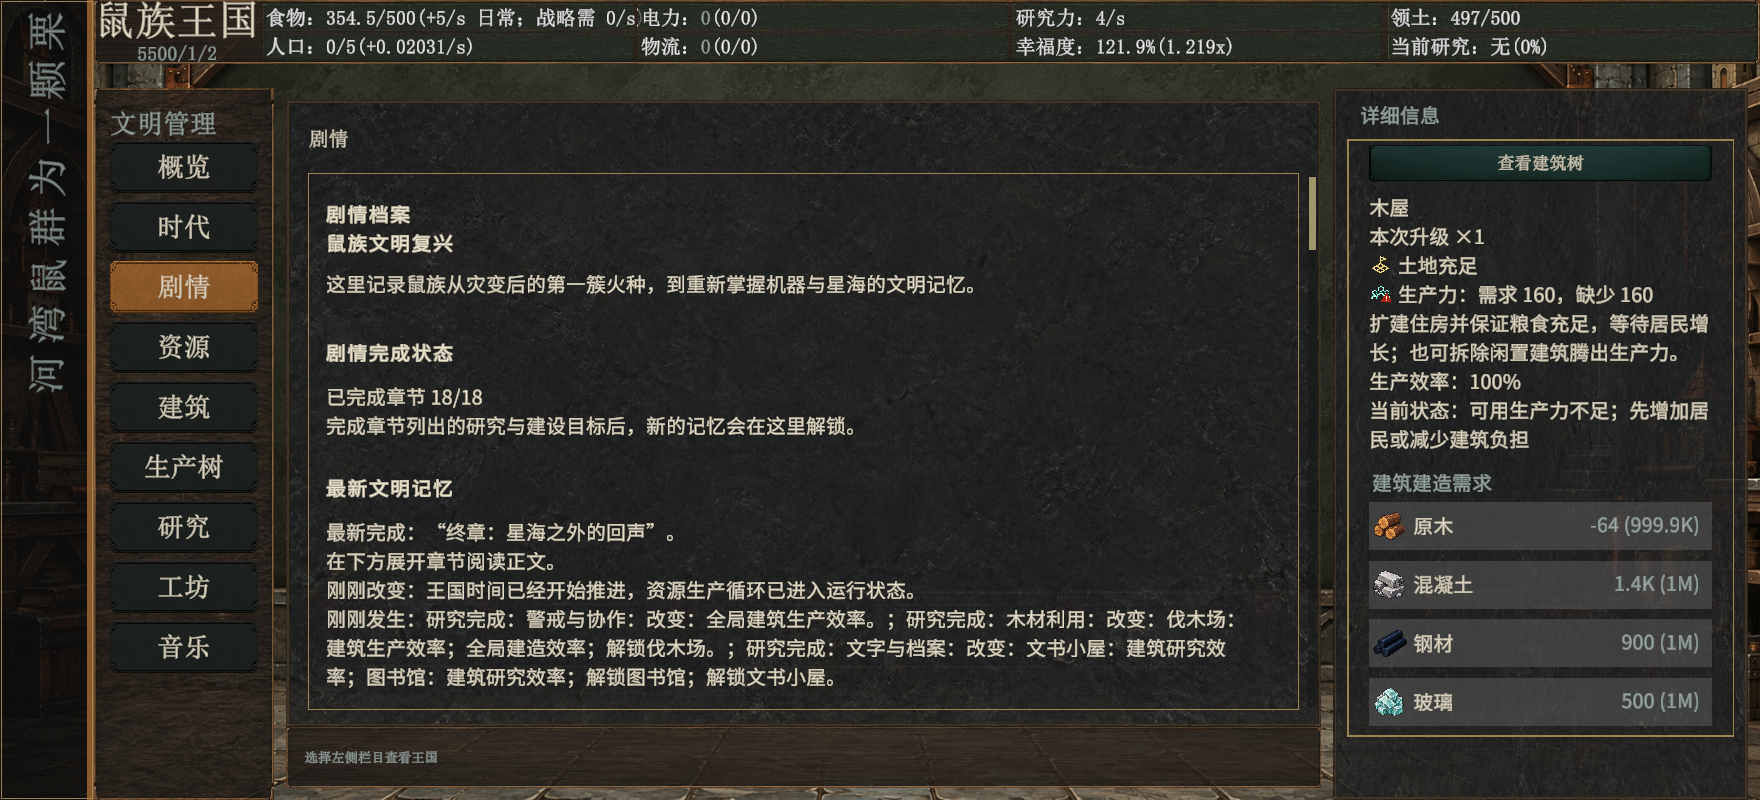 河湾鼠群为一颗栗
鼠族王国
5500/1/2
食物：354.5/500(+5/s 日常；战略需 0/s)
人口：0/5(+0.02031/s)
电力：0(0/0)
物流：0(0/0)
研究力：4/s
幸福度：121.9%(1.219x)
领土：497/500
当前研究：无(0%)
文明管理
概览
时代
剧情
资源
建筑
生产树
研究
工坊
音乐
剧情
剧情档案
鼠族文明复兴
这里记录鼠族从灾变后的第一簇火种，到重新掌握机器与星海的文明记忆。
剧情完成状态
已完成章节 18/18
完成章节列出的研究与建设目标后，新的记忆会在这里解锁。
最新文明记忆
最新完成：“终章：星海之外的回声”。
在下方展开章节阅读正文。
刚刚改变：王国时间已经开始推进，资源生产循环已进入运行状态。
刚刚发生：研究完成：警戒与协作：改变：全局建筑生产效率。；研究完成：木材利用：改变：伐木场：
建筑生产效率；全局建造效率；解锁伐木场。；研究完成：文字与档案：改变：文书小屋：建筑研究效
率；图书馆：建筑研究效率；解锁图书馆；解锁文书小屋。
选择左侧栏目查看王国
详细信息
查看建筑树
木屋
本次升级 ×1
土地充足
生产力：需求 160，缺少 160
扩建住房并保证粮食充足，等待居民增
长；也可拆除闲置建筑腾出生产力。
生产效率：100%
当前状态：可用生产力不足；先增加居
民或减少建筑负担
建筑建造需求
原木 -64 (999.9K)
混凝土 1.4K (1M)
钢材 900 (1M)
玻璃 500 (1M)